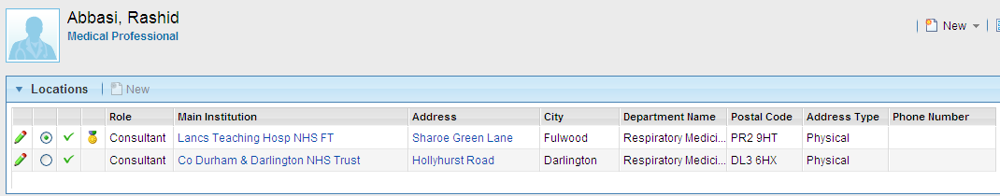 Abbasi, Rashid
Medical Professional
New
Locations New
Role Main Institution Address City Department Name Postal Code Address Type Phone Number
Consultant Lancs Teaching Hosp NHS FT Sharoe Green Lane Fulwood Respiratory Medici... PR2 9HT Physical
Consultant Co Durham & Darlington NHS Trust Hollyhurst Road Darlington Respiratory Medici... DL3 6HX Physical